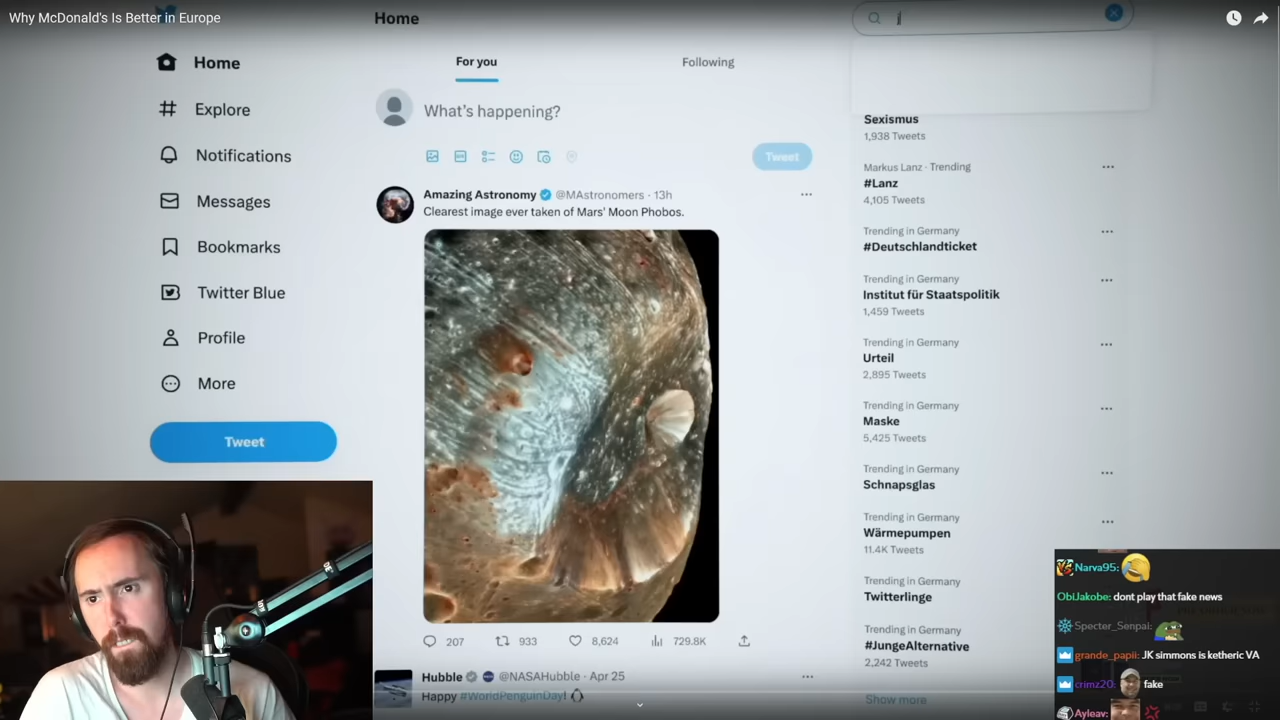 Why McDonald's Is Better in Europe
Home
j
Home
Explore
Notifications
Messages
Bookmarks
Twitter Blue
Profile
More
Tweet
For you
Following
What's happening?
Tweet
Amazing Astronomy @MAstronomers · 13h
Clearest image ever taken of Mars' Moon Phobos.
207
933
8,624
729.8K
Hubble @NASAHubble · Apr 25
Happy #WorldPenguinDay!
Sexismus
1,938 Tweets
Markus Lanz · Trending
#Lanz
4,105 Tweets
Trending in Germany
#Deutschlandticket
Trending in Germany
Institut für Staatspolitik
1,459 Tweets
Trending in Germany
Urteil
2,895 Tweets
Trending in Germany
Maske
5,425 Tweets
Trending in Germany
Schnapsglas
Trending in Germany
Wärmepumpen
11.4K Tweets
Trending in Germany
Twitterlinge
Trending in Germany
#JungeAlternative
2,242 Tweets
Show more
Narva95:
ObiJakobe: dont play that fake news
Specter_Senpai:
grande_papii: JK simmons is ketheric VA
crimz20: fake
Ayleav: